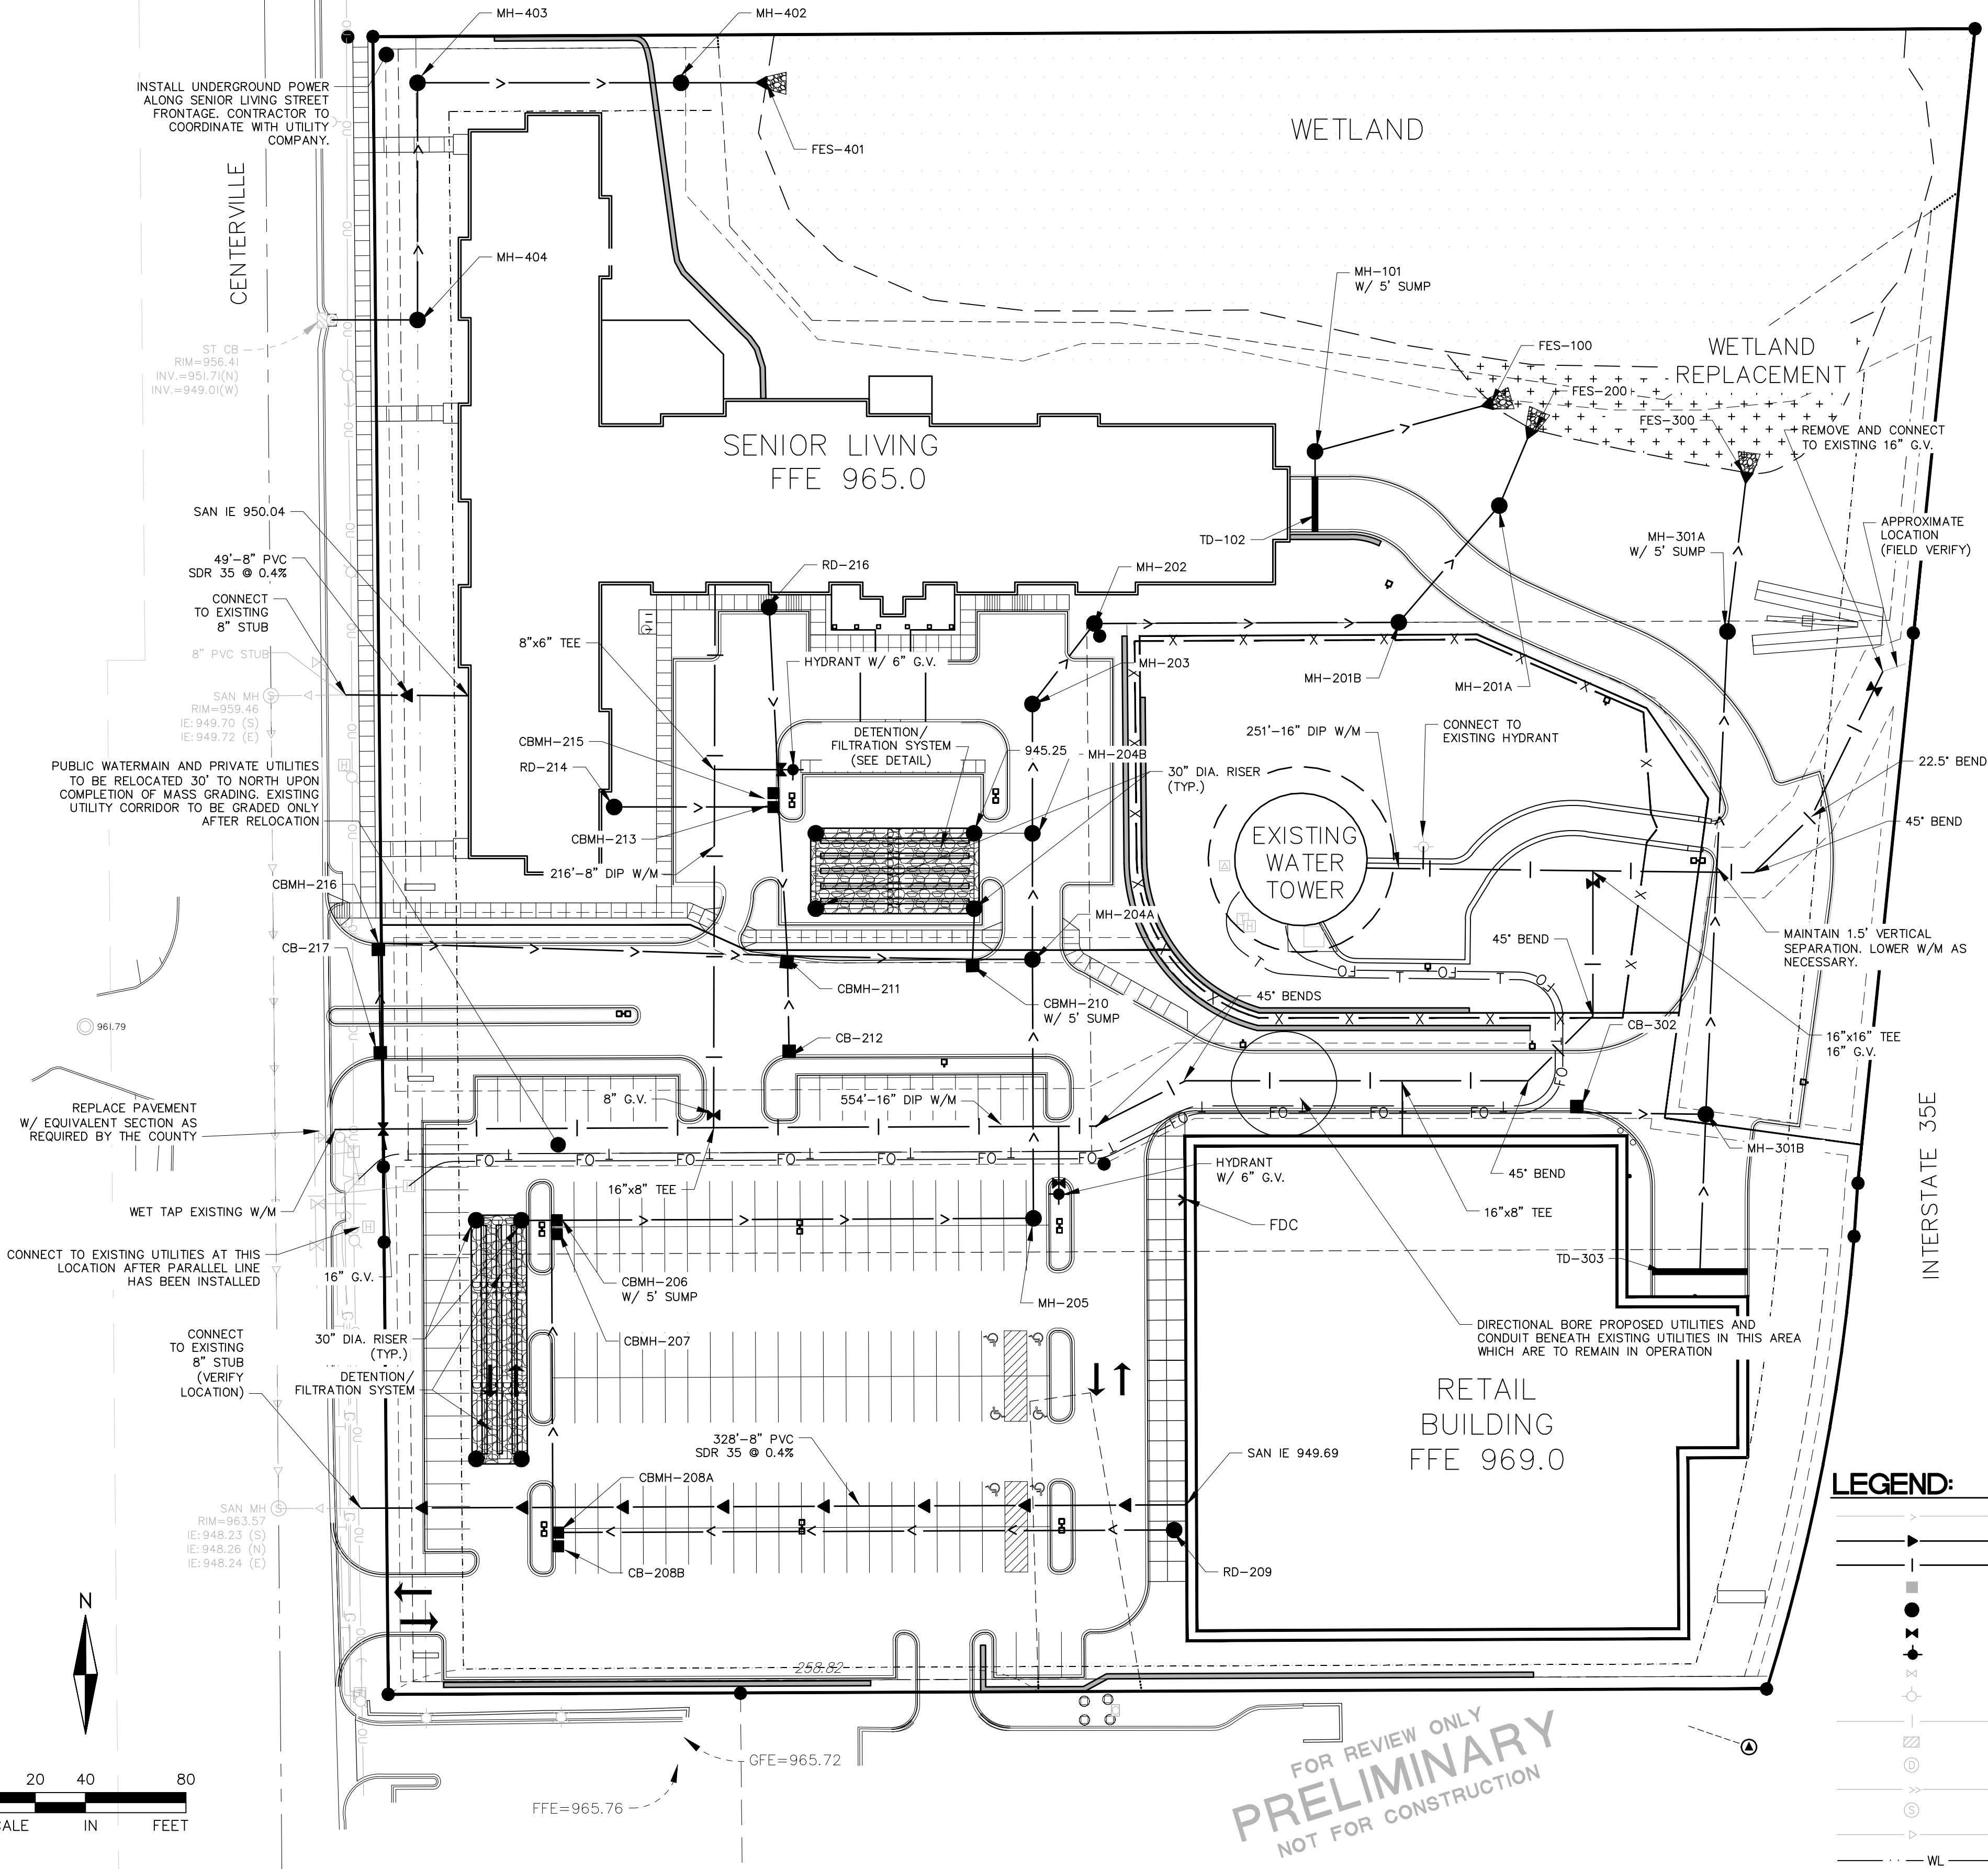 MH-403
MH-402
INSTALL UNDERGROUND POWER
ALONG SENIOR LIVING STREET
FRONTAGE. CONTRACTOR TO
COORDINATE WITH UTILITY
COMPANY.
FES-401
WETLAND
CENTERVILLE
MH-404
MH-101
W/ 5' SUMP
ST CB
RIM=956.41
INV.=951.71(N)
INV.=949.01(W)
FES-100
WETLAND
REPLACEMENT
FES-200
FES-300
REMOVE AND CONNECT
TO EXISTING 16" G.V.
SENIOR LIVING
FFE 965.0
SAN IE 950.04
TD-102
MH-301A
W/ 5' SUMP
APPROXIMATE
LOCATION
(FIELD VERIFY)
49'-8" PVC
SDR 35 @ 0.4%
RD-216
MH-202
CONNECT
TO EXISTING
8" STUB
8" PVC STUB
8"x6" TEE
HYDRANT W/ 6" G.V.
MH-203
MH-201B
MH-201A
SAN MH
S
RIM=959.46
IE: 949.70 (S)
IE: 949.72 (E)
DETENTION/
FILTRATION SYSTEM
(SEE DETAIL)
945.25
MH-204B
251'-16" DIP W/M
CONNECT TO
EXISTING HYDRANT
CBMH-215
RD-214
30" DIA. RISER
(TYP.)
22.5° BEND
PUBLIC WATERMAIN AND PRIVATE UTILITIES
TO BE RELOCATED 30' TO NORTH UPON
COMPLETION OF MASS GRADING. EXISTING
UTILITY CORRIDOR TO BE GRADED ONLY
AFTER RELOCATION
45° BEND
CBMH-213
EXISTING
WATER
TOWER
216'-8" DIP W/M
CBMH-216
MH-204A
CB-217
45° BEND
MAINTAIN 1.5' VERTICAL
SEPARATION. LOWER W/M AS
NECESSARY.
CBMH-211
CBMH-210
W/ 5' SUMP
45° BENDS
961.79
CB-212
CB-302
16"x16" TEE
16" G.V.
REPLACE PAVEMENT
W/ EQUIVALENT SECTION AS
REQUIRED BY THE COUNTY
8" G.V.
554'-16" DIP W/M
MH-301B
INTERSTATE 35E
HYDRANT
W/ 6" G.V.
45° BEND
16"x8" TEE
16"x8" TEE
WET TAP EXISTING W/M
FDC
CONNECT TO EXISTING UTILITIES AT THIS
LOCATION AFTER PARALLEL LINE
HAS BEEN INSTALLED
16" G.V.
CBMH-206
W/ 5' SUMP
MH-205
TD-303
30" DIA. RISER
(TYP.)
CBMH-207
DIRECTIONAL BORE PROPOSED UTILITIES AND
CONDUIT BENEATH EXISTING UTILITIES IN THIS AREA
WHICH ARE TO REMAIN IN OPERATION
CONNECT
TO EXISTING
8" STUB
(VERIFY
LOCATION)
DETENTION/
FILTRATION SYSTEM
RETAIL
BUILDING
FFE 969.0
328'-8" PVC
SDR 35 @ 0.4%
SAN IE 949.69
CBMH-208A
SAN MH
S
RIM=963.57
IE: 948.23 (S)
IE: 948.26 (N)
IE: 948.24 (E)
LEGEND:
CB-208B
RD-209
N
258.82
GFE=965.72
FFE=965.76
FOR REVIEW ONLY
PRELIMINARY
NOT FOR CONSTRUCTION
D
S
WL
20 40 80
IN FEET